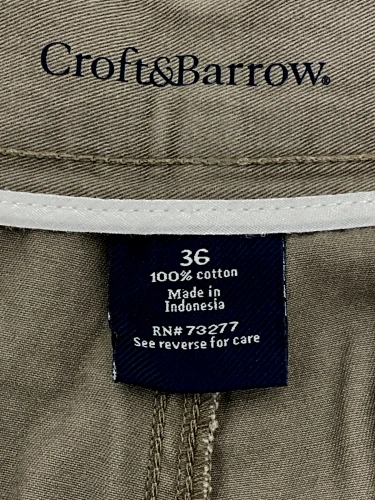 Croft&Barrow®
36
100% cotton
Made in
Indonesia
RN# 73277
See reverse for care